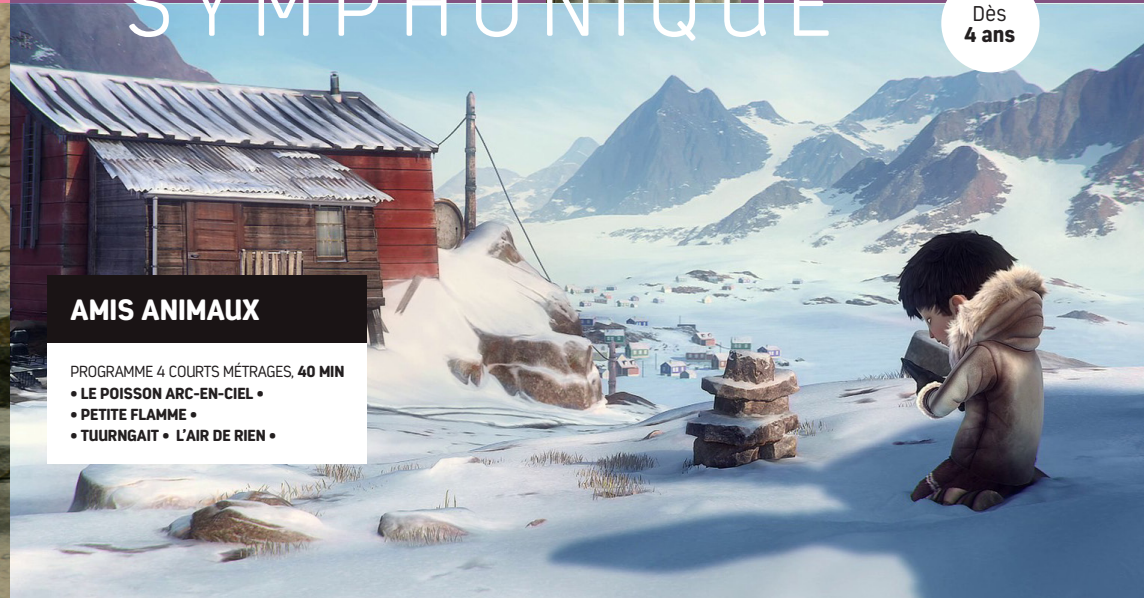 SYMPHONIQUE
Dès
4 ans
AMIS ANIMAUX
PROGRAMME 4 COURTS MÉTRAGES, 40 MIN
• LE POISSON ARC-EN-CIEL •
• PETITE FLAMME •
• TUURNGAIT • L’AIR DE RIEN •